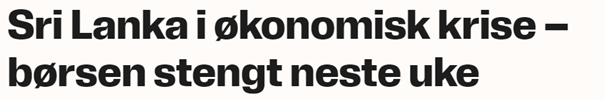 Sri Lanka i økonomisk krise –
børsen stengt neste uke